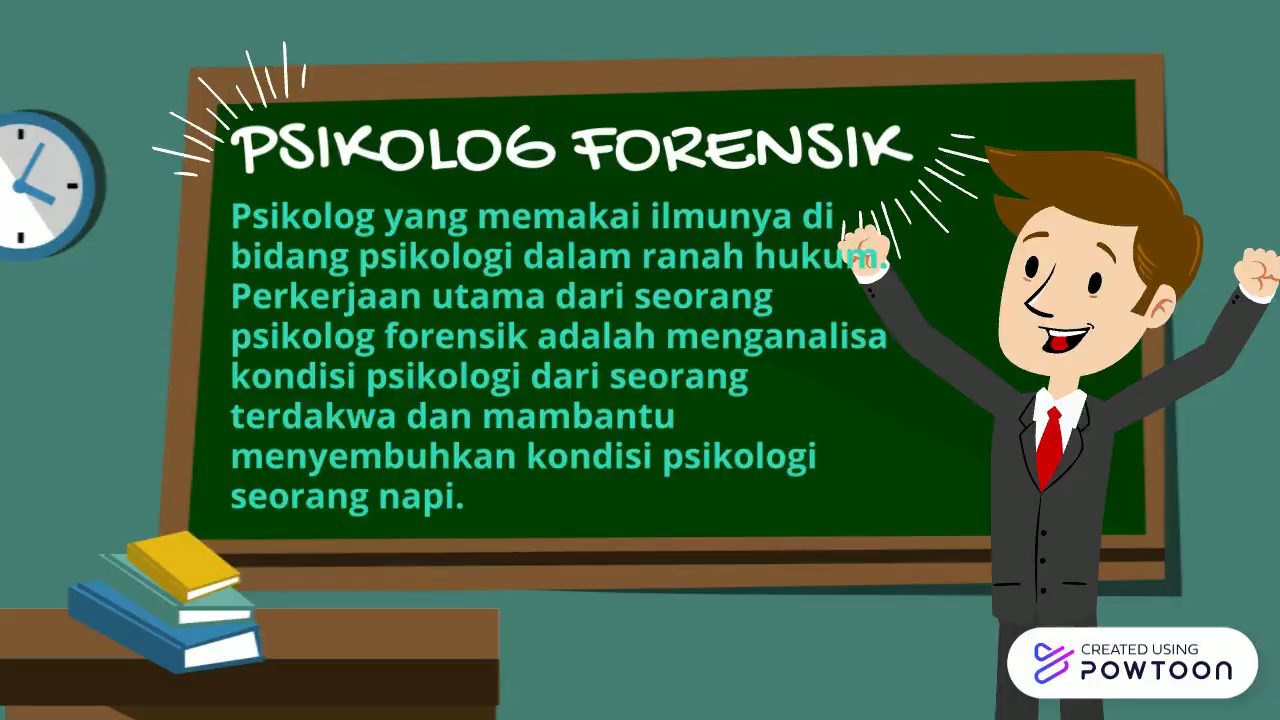 PSIKOLOG FORENSIK
Psikolog yang memakai ilmunya di
bidang psikologi dalam ranah hukum.
Perkerjaan utama dari seorang
psikolog forensik adalah menganalisa
kondisi psikologi dari seorang
terdakwa dan mambantu
menyembuhkan kondisi psikologi
seorang napi.
CREATED USING
POWTOON